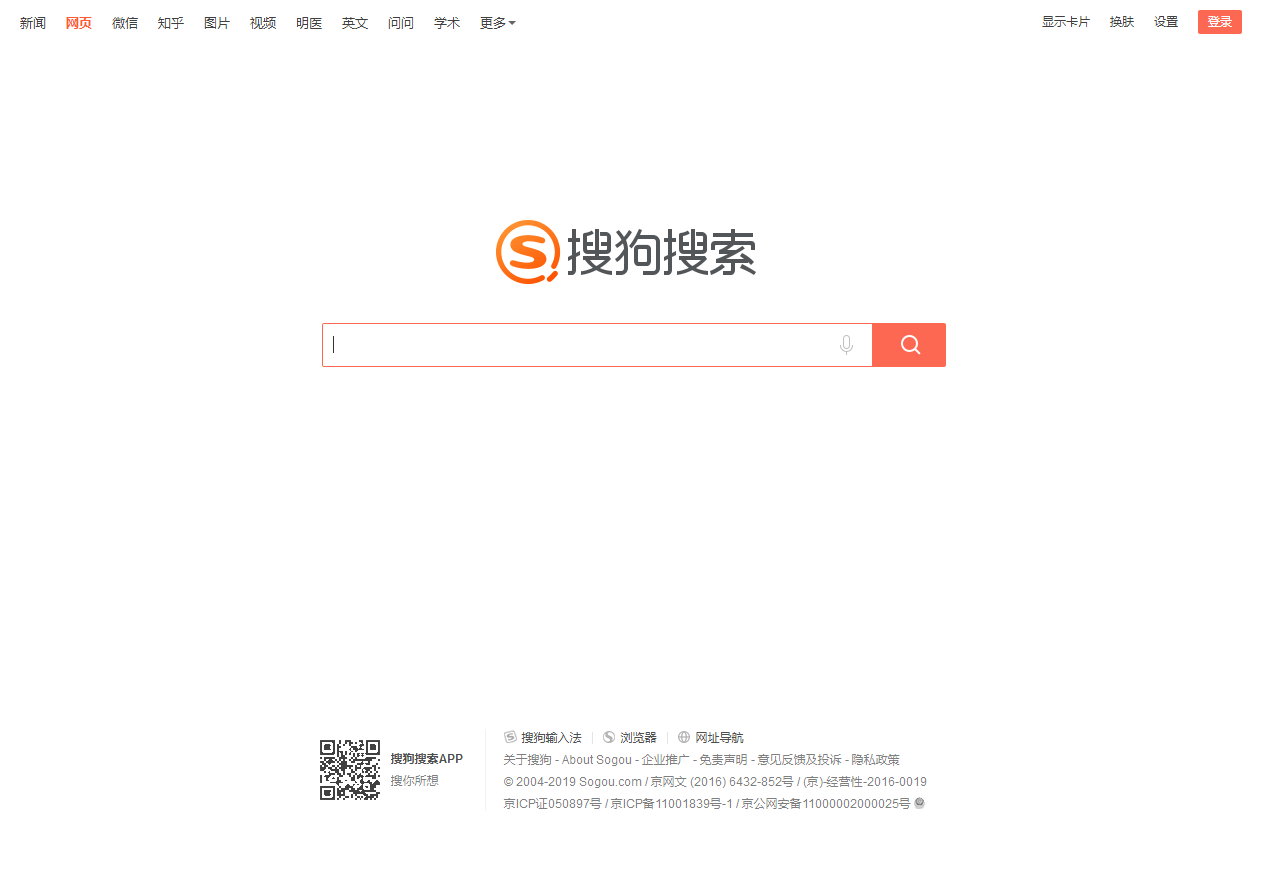 新闻 网页 微信 知乎 图片 视频 明医 英文 问问 学术 更多 显示卡片 换肤 设置 登录
搜狗搜索
搜狗输入法 浏览器 网址导航
搜狗搜索APP
搜你所想
关于搜狗 - About Sogou - 企业推广 - 免责声明 - 意见反馈及投诉 - 隐私政策
© 2004-2019 Sogou.com / 京网文 (2016) 6432-852号 / (京)-经营性-2016-0019
京ICP证050897号 / 京ICP备11001839号-1 / 京公网安备11000002000025号